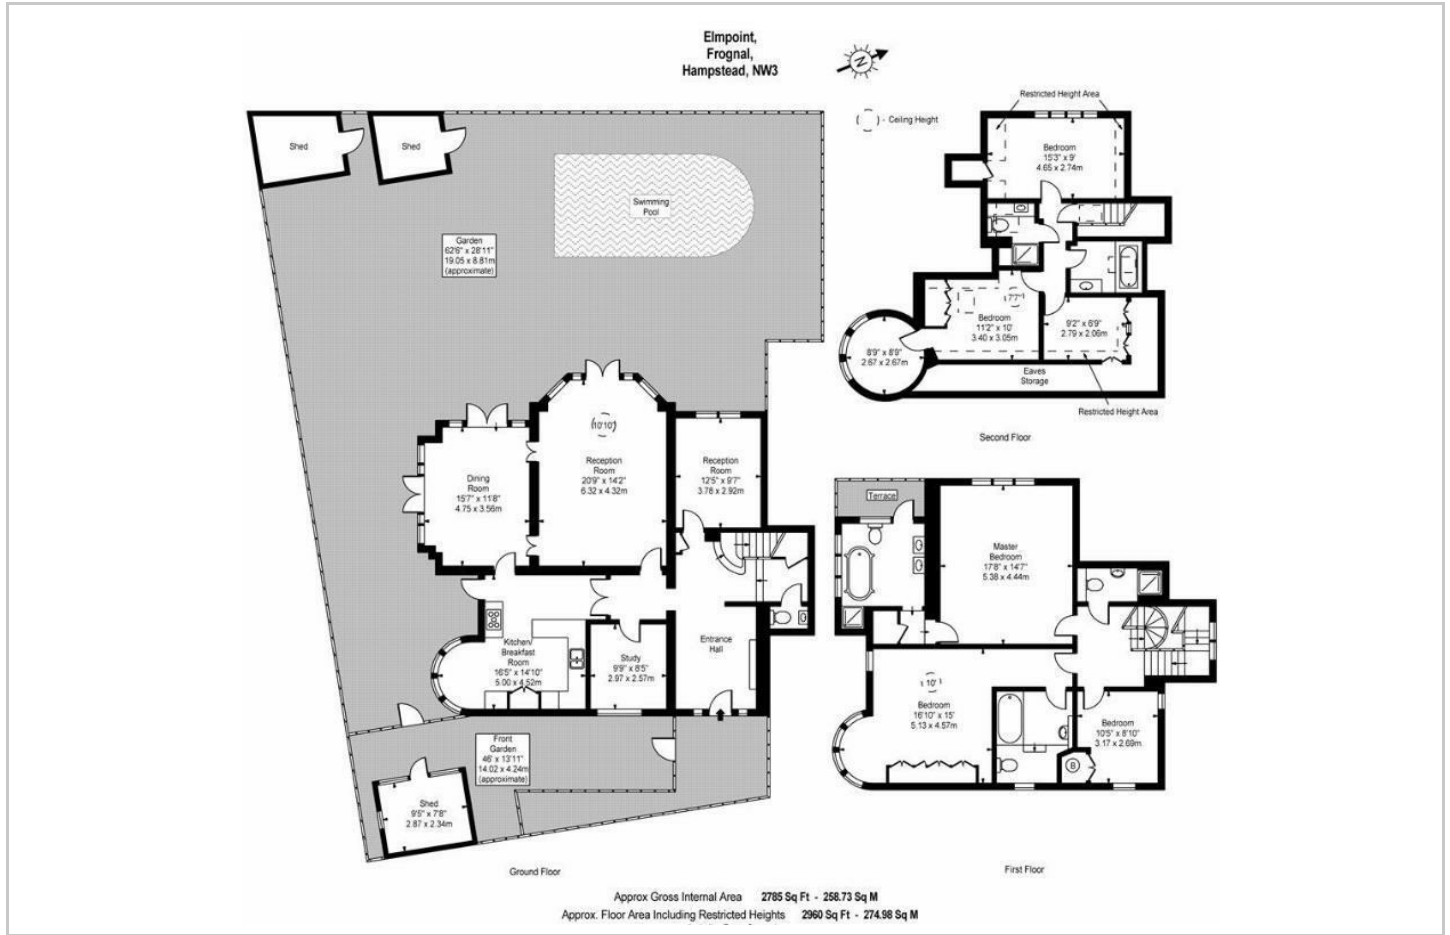 Elmpoint,
Frognal,
Hampstead, NW3
N
( ) - Ceiling Height
Shed
Shed
Swimming
Pool
Garden
62'6" x 28'11"
19.05 x 8.81m
(approximate)
(10'10")
Reception
Room
20'9" x 14'2"
6.32 x 4.32m
Reception
Room
12'5" x 9'7"
3.78 x 2.92m
Dining
Room
15'7" x 11'8"
4.75 x 3.56m
Kitchen/
Breakfast
Room
16'5" x 14'10"
5.00 x 4.52m
Study
9'9" x 8'5"
2.97 x 2.57m
Entrance
Hall
Front
Garden
46' x 13'11"
14.02 x 4.24m
(approximate)
Shed
9'5" x 7'8"
2.87 x 2.34m
Ground Floor
Restricted Height Area
Bedroom
15'3" x 9'
4.65 x 2.74m
7'7"
Bedroom
11'2" x 10'
3.40 x 3.05m
9'2" x 6'9"
2.79 x 2.06m
8'9" x 8'9"
2.67 x 2.67m
Eaves
Storage
Restricted Height Area
Second Floor
Terrace
Master
Bedroom
17'8" x 14'7"
5.38 x 4.44m
10'
Bedroom
16'10" x 15'
5.13 x 4.57m
Bedroom
10'5" x 8'10"
3.17 x 2.69m
B
First Floor
Approx Gross Internal Area 2785 Sq Ft - 258.73 Sq M
Approx. Floor Area Including Restricted Heights 2960 Sq Ft - 274.98 Sq M